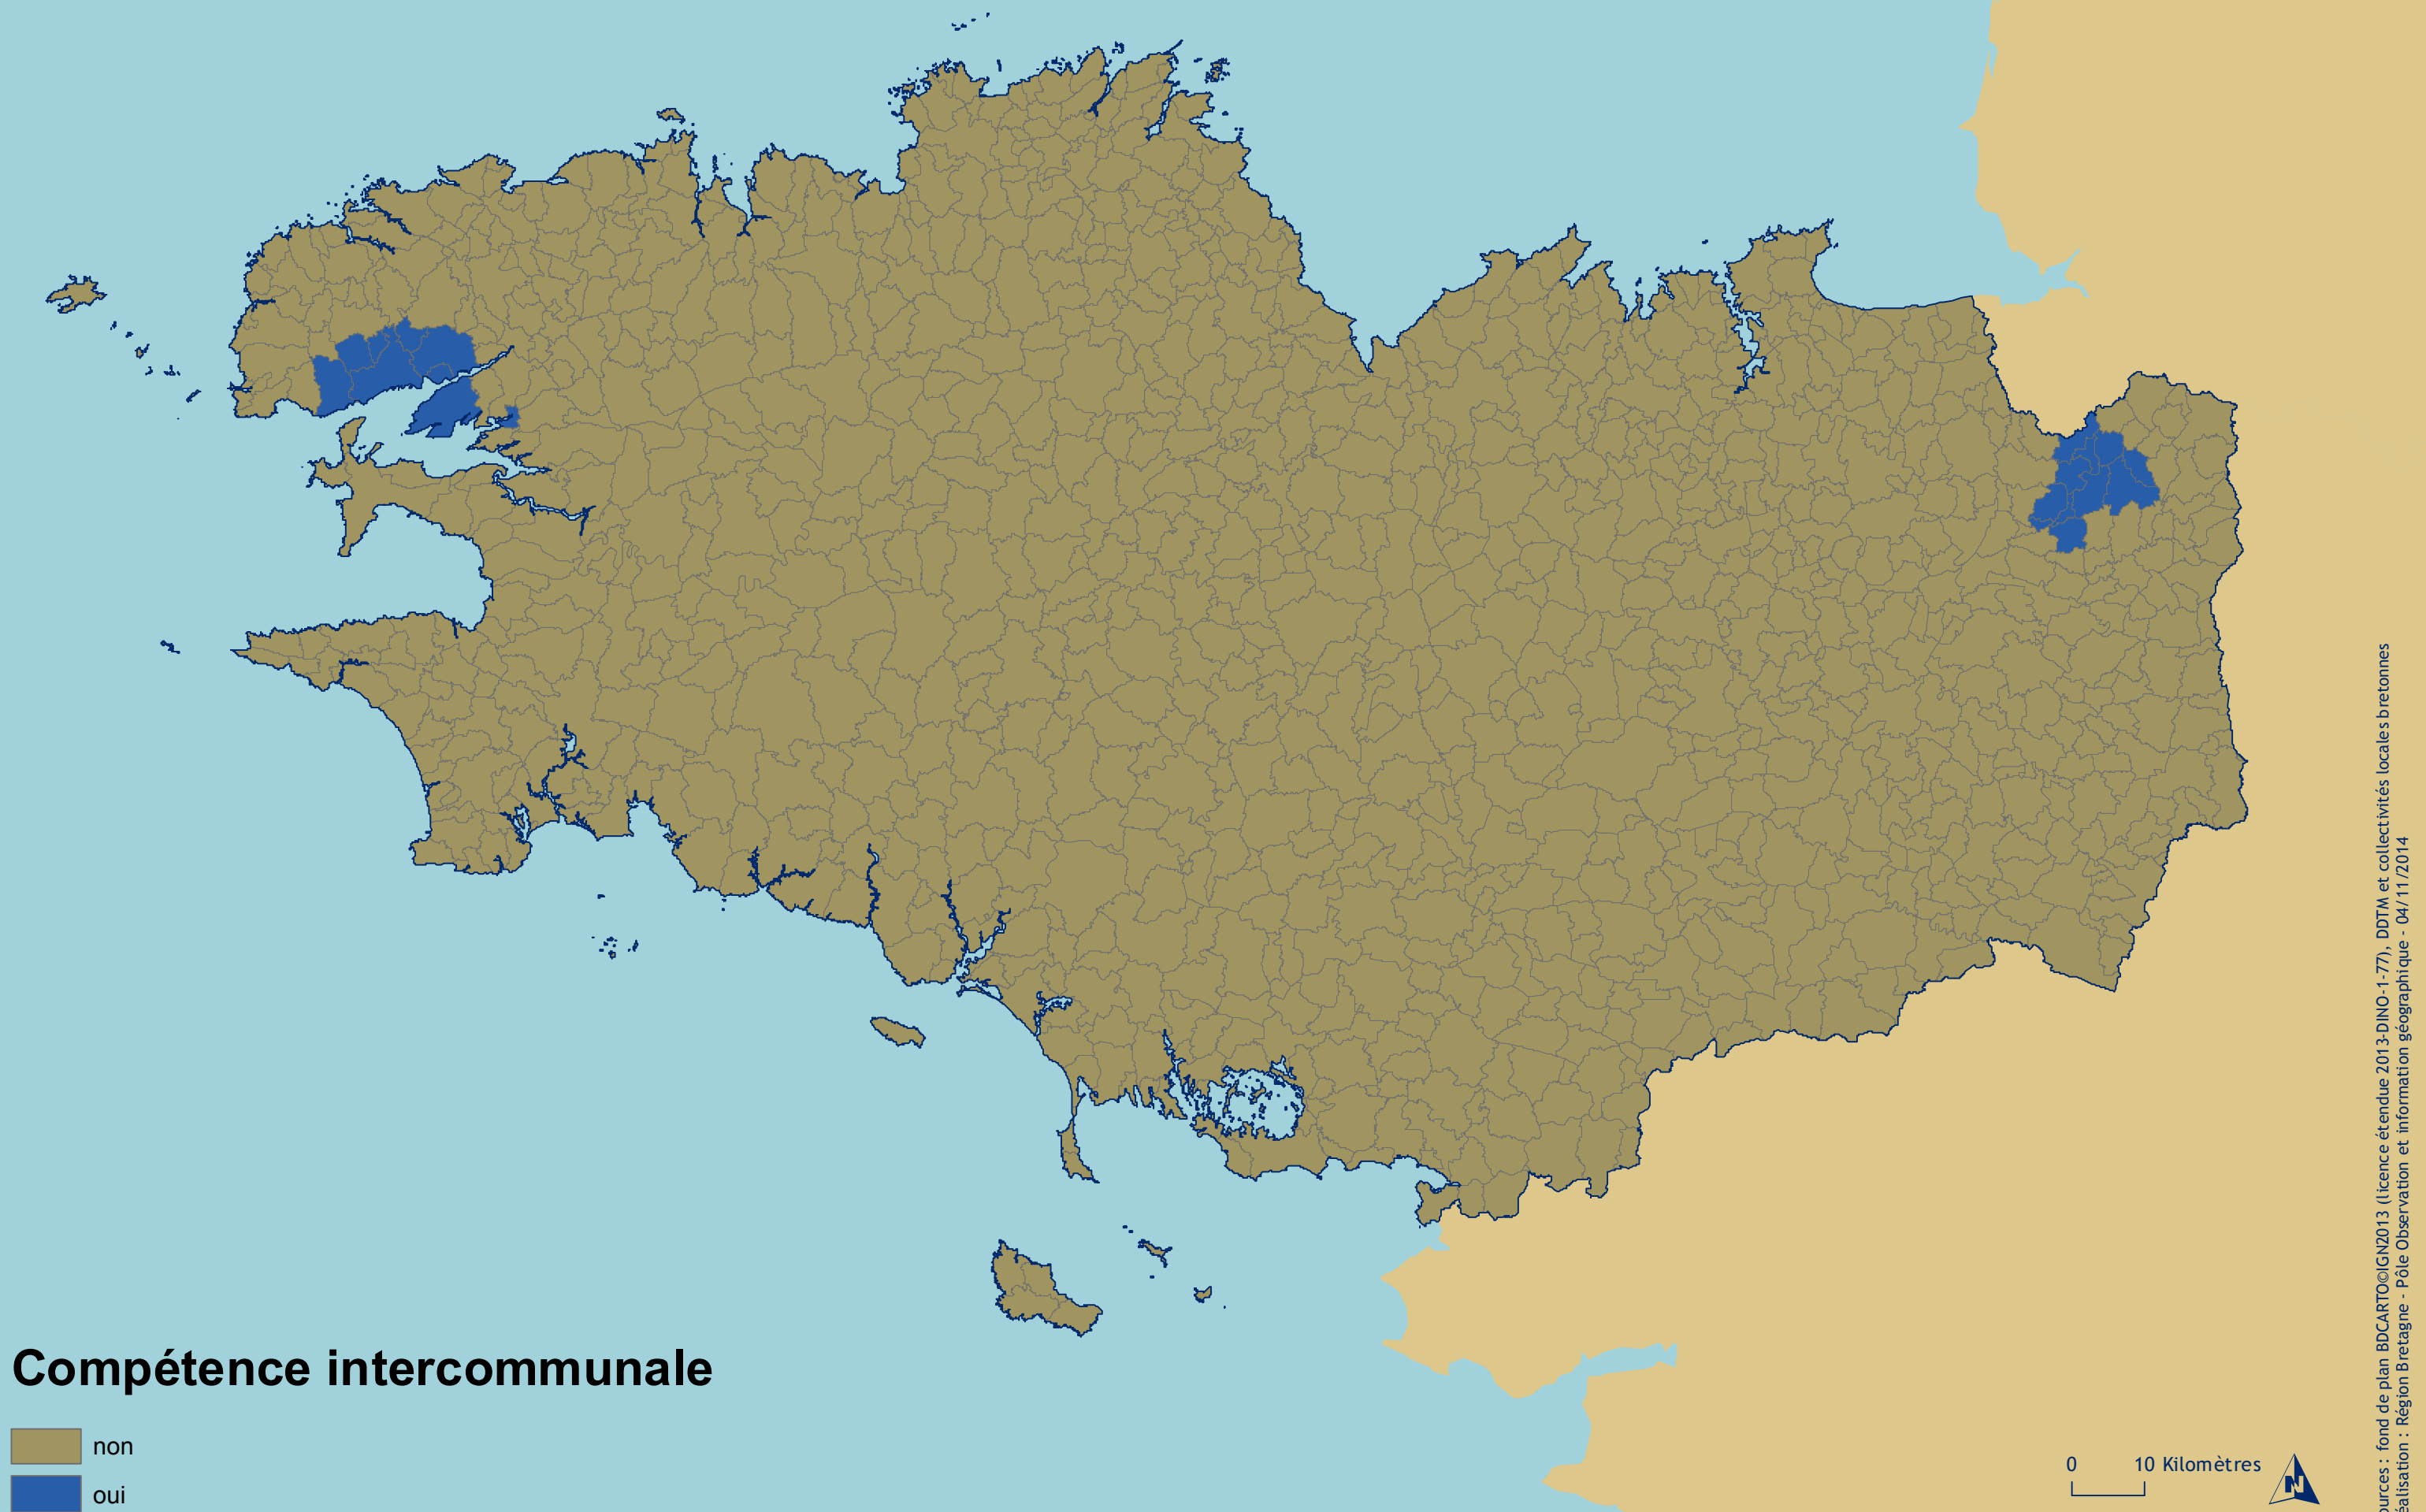 Compétence intercommunale
non
oui
0 10 Kilomètres
N
ources : fond de plan BDCARTO©IGN2013 (licence étendue 2013-DINO-1-77), DDTM et collectivités locales bretonnes
éalisation : Région Bretagne - Pôle Observation et information géographique - 04/11/2014